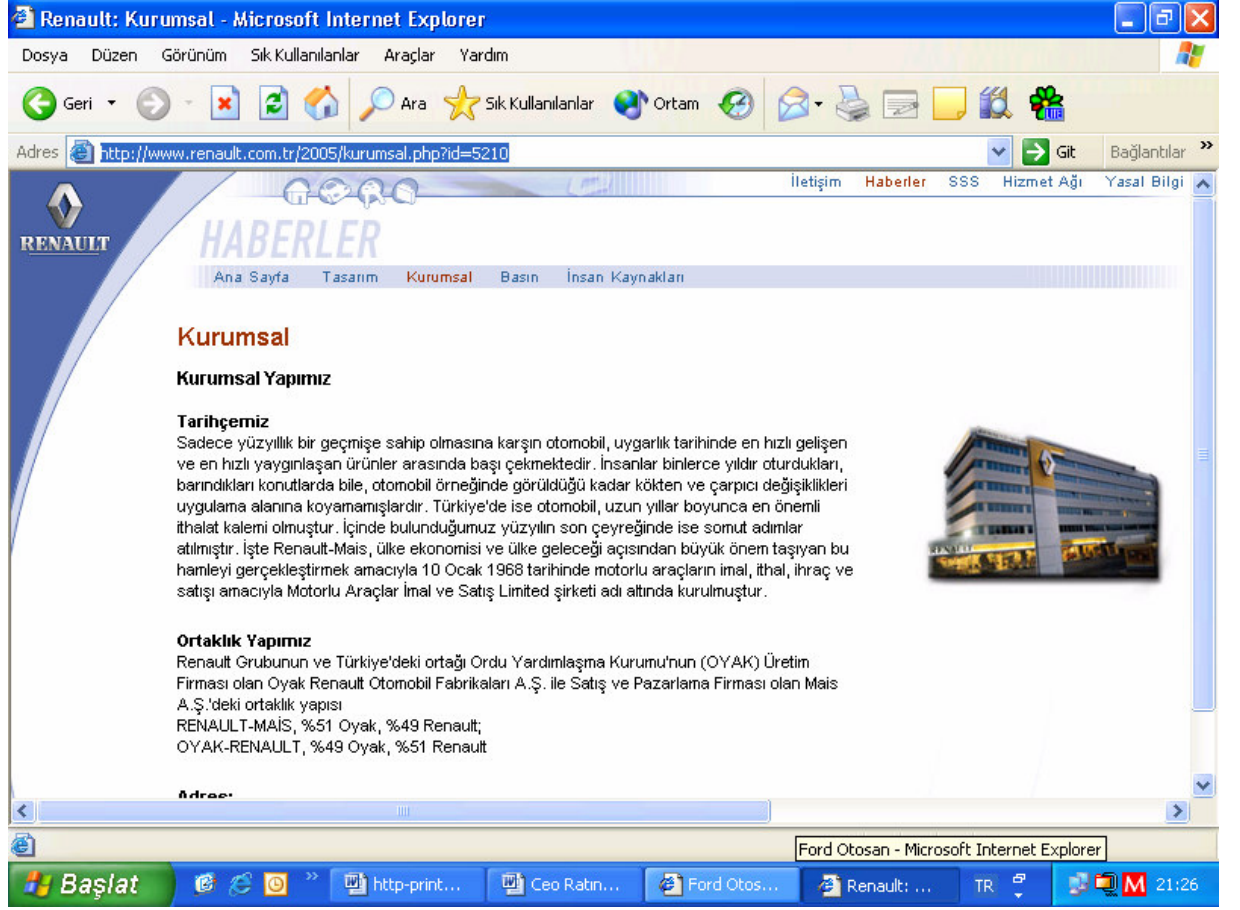 Renault: Kurumsal - Microsoft Internet Explorer
Dosya Düzen Görünüm Sık Kullanılanlar Araçlar Yardım
Geri Ara Sık Kullanılanlar Ortam
Adres http://www.renault.com.tr/2005/kurumsal.php?id=5210 Git Bağlantılar »
İletişim Haberler SSS Hizmet Ağı Yasal Bilgi
RENAULT
HABERLER
Ana Sayfa Tasarım Kurumsal Basın İnsan Kaynakları
Kurumsal
Kurumsal Yapımız
Tarihçemiz
Sadece yüzyıllık bir geçmişe sahip olmasına karşın otomobil, uygarlık tarihinde en hızlı gelişen
ve en hızlı yaygınlaşan ürünler arasında başı çekmektedir. İnsanlar binlerce yıldır oturdukları,
barındıkları konutlarda bile, otomobil örneğinde görüldüğü kadar kökten ve çarpıcı değişiklikleri
uygulama alanına koyamamışlardır. Türkiye'de ise otomobil, uzun yıllar boyunca en önemli
ithalat kalemi olmuştur. İçinde bulunduğumuz yüzyılın son çeyreğinde ise somut adımlar
atılmıştır. İşte Renault-Mais, ülke ekonomisi ve ülke geleceği açısından büyük önem taşıyan bu
hamleyi gerçekleştirmek amacıyla 10 Ocak 1968 tarihinde motorlu araçların imal, ithal, ihraç ve
satışı amacıyla Motorlu Araçlar İmal ve Satış Limited şirketi adı altında kurulmuştur.
RENAULT
Ortaklık Yapımız
Renault Grubunun ve Türkiye'deki ortağı Ordu Yardımlaşma Kurumu'nun (OYAK) Üretim
Firması olan Oyak Renault Otomobil Fabrikaları A.Ş. ile Satış ve Pazarlama Firması olan Mais
A.Ş.'deki ortaklık yapısı
RENAULT-MAİS, %51 Oyak, %49 Renault;
OYAK-RENAULT, %49 Oyak, %51 Renault
Adres:
Ford Otosan - Microsoft Internet Explorer
Başlat » http-print... Ceo Ratın... Ford Otos... Renault: ... TR M 21:26